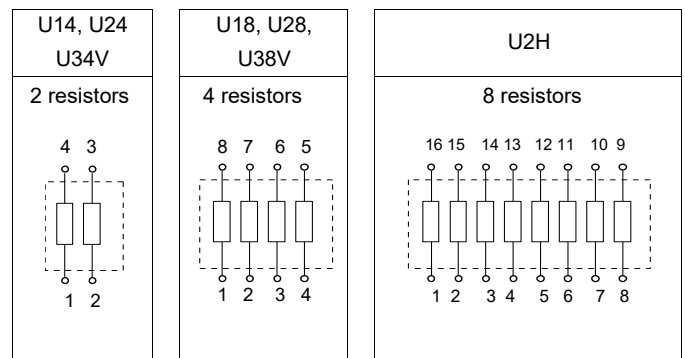 U14, U24
U34V
2 resistors
4 3
1 2
U18, U28,
U38V
4 resistors
8 7 6 5
1 2 3 4
U2H
8 resistors
16 15 14 13 12 11 10 9
1 2 3 4 5 6 7 8